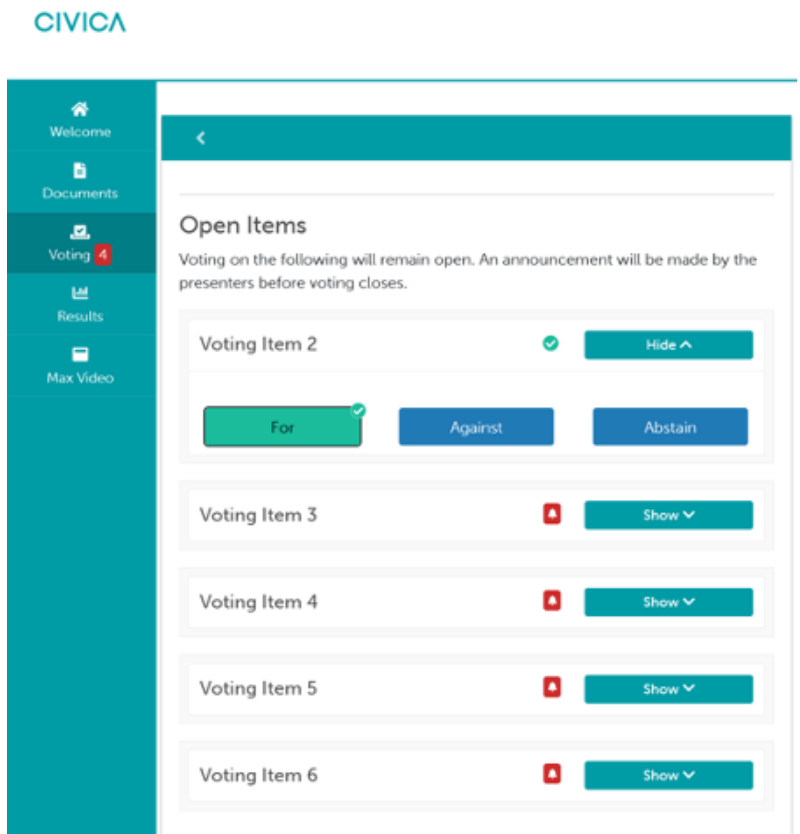 CIVICA
Welcome
Documents
Voting 4
Results
Max Video
Open Items
Voting on the following will remain open. An announcement will be made by the
presenters before voting closes.
Voting Item 2 Hide
For Against Abstain
Voting Item 3 Show
Voting Item 4 Show
Voting Item 5 Show
Voting Item 6 Show